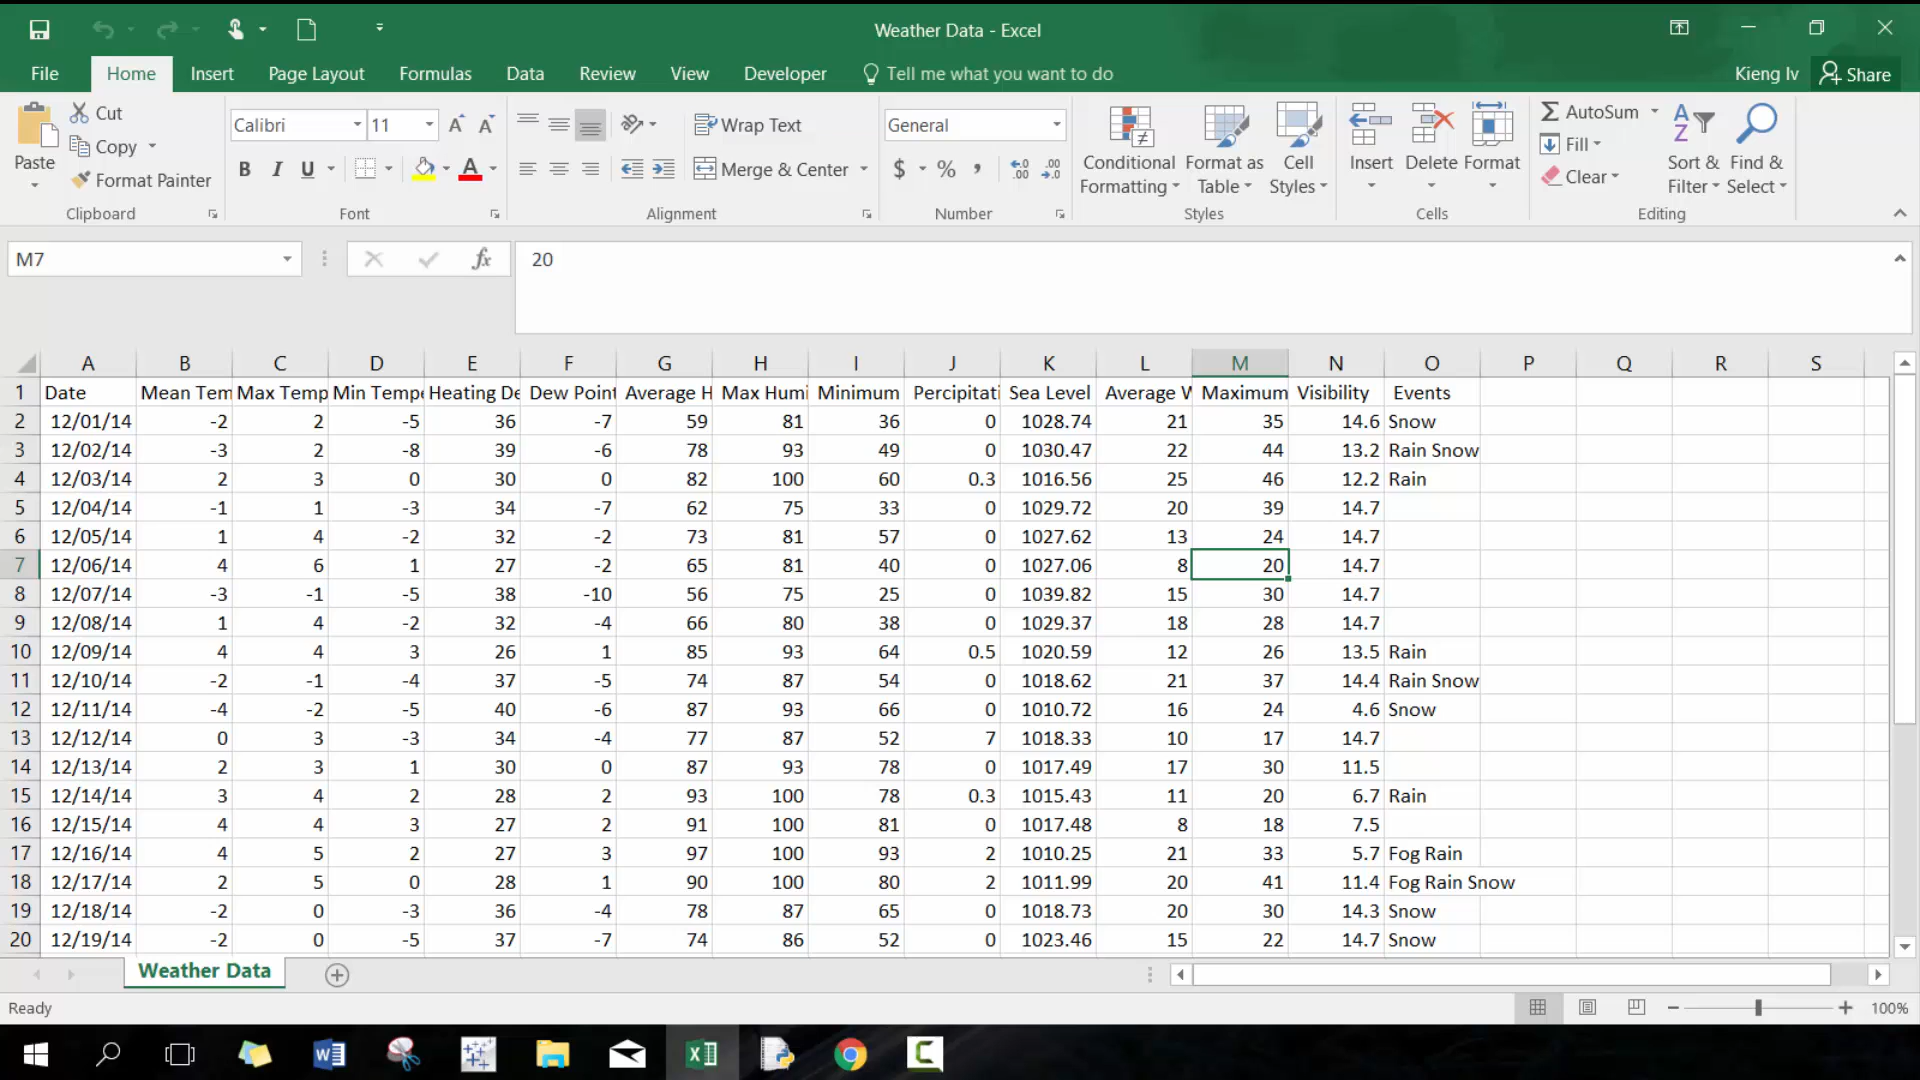 Weather Data - Excel
File Home Insert Page Layout Formulas Data Review View Developer Tell me what you want to do Kieng Iv Share
Paste Cut Copy Format Painter Clipboard
Calibri 11 B I U A Font
Wrap Text Merge & Center Alignment
General $ % , Number
Conditional Formatting Format as Table Cell Styles Styles
Insert Delete Format Cells
AutoSum Fill Clear Sort & Filter Find & Select Editing
M7 fx 20
A B C D E F G H I J K L M N O P Q R S
1 Date Mean Tem Max Temp Min Tempe Heating De Dew Point Average H Max Humi Minimum Percipitati Sea Level Average W Maximum Visibility Events
2 12/01/14 -2 2 -5 36 -7 59 81 36 0 1028.74 21 35 14.6 Snow
3 12/02/14 -3 2 -8 39 -6 78 93 49 0 1030.47 22 44 13.2 Rain Snow
4 12/03/14 2 3 0 30 0 82 100 60 0.3 1016.56 25 46 12.2 Rain
5 12/04/14 -1 1 -3 34 -7 62 75 33 0 1029.72 20 39 14.7
6 12/05/14 1 4 -2 32 -2 73 81 57 0 1027.62 13 24 14.7
7 12/06/14 4 6 1 27 -2 65 81 40 0 1027.06 8 20 14.7
8 12/07/14 -3 -1 -5 38 -10 56 75 25 0 1039.82 15 30 14.7
9 12/08/14 1 4 -2 32 -4 66 80 38 0 1029.37 18 28 14.7
10 12/09/14 4 4 3 26 1 85 93 64 0.5 1020.59 12 26 13.5 Rain
11 12/10/14 -2 -1 -4 37 -5 74 87 54 0 1018.62 21 37 14.4 Rain Snow
12 12/11/14 -4 -2 -5 40 -6 87 93 66 0 1010.72 16 24 4.6 Snow
13 12/12/14 0 3 -3 34 -4 77 87 52 7 1018.33 10 17 14.7
14 12/13/14 2 3 1 30 0 87 93 78 0 1017.49 17 30 11.5
15 12/14/14 3 4 2 28 2 93 100 78 0.3 1015.43 11 20 6.7 Rain
16 12/15/14 4 4 3 27 2 91 100 81 0 1017.48 8 18 7.5
17 12/16/14 4 5 2 27 3 97 100 93 2 1010.25 21 33 5.7 Fog Rain
18 12/17/14 2 5 0 28 1 90 100 80 2 1011.99 20 41 11.4 Fog Rain Snow
19 12/18/14 -2 0 -3 36 -4 78 87 65 0 1018.73 20 30 14.3 Snow
20 12/19/14 -2 0 -5 37 -7 74 86 52 0 1023.46 15 22 14.7 Snow
Weather Data
Ready 100%